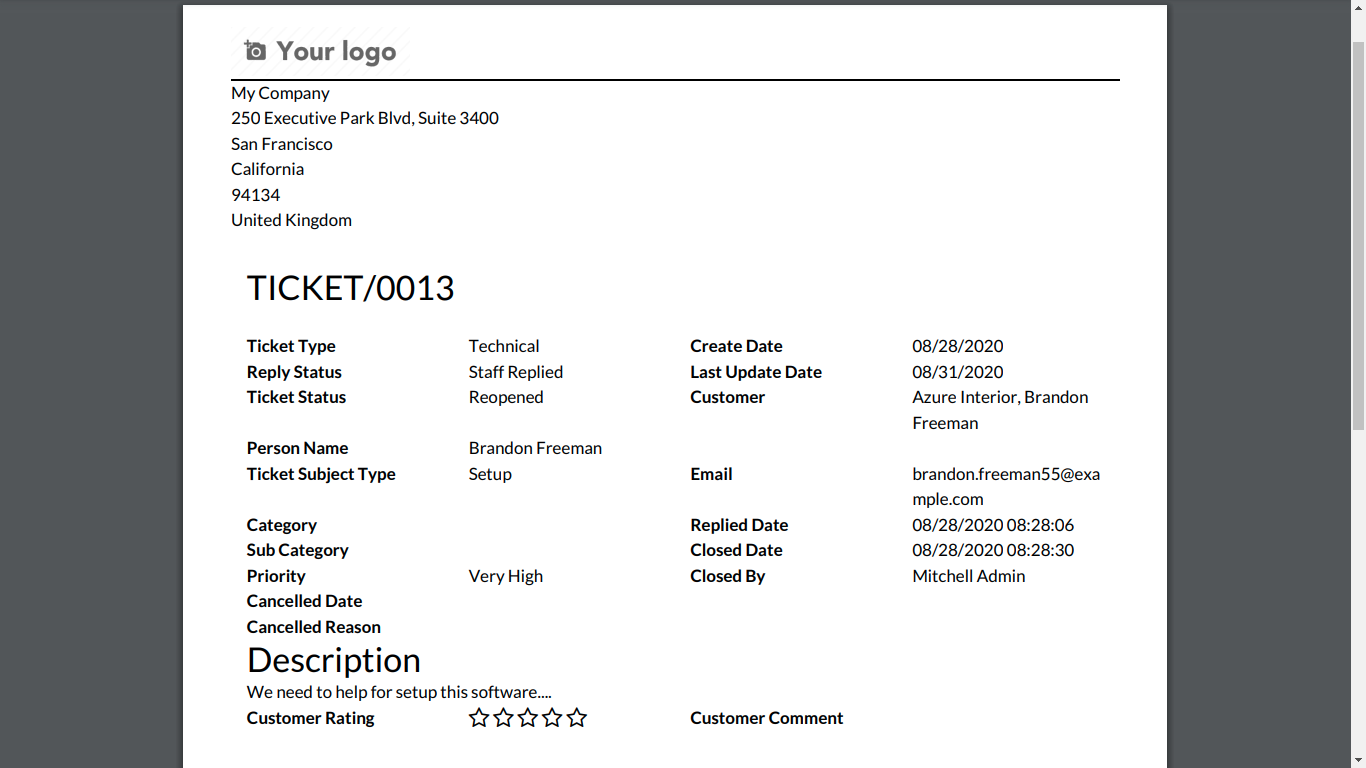 Your logo
My Company
250 Executive Park Blvd, Suite 3400
San Francisco
California
94134
United Kingdom
TICKET/0013
Ticket Type Technical Create Date 08/28/2020
Reply Status Staff Replied Last Update Date 08/31/2020
Ticket Status Reopened Customer Azure Interior, Brandon
Freeman
Person Name Brandon Freeman
Ticket Subject Type Setup Email brandon.freeman55@exa
mple.com
Category Replied Date 08/28/2020 08:28:06
Sub Category Closed Date 08/28/2020 08:28:30
Priority Very High Closed By Mitchell Admin
Cancelled Date
Cancelled Reason
Description
We need to help for setup this software....
Customer Rating Customer Comment